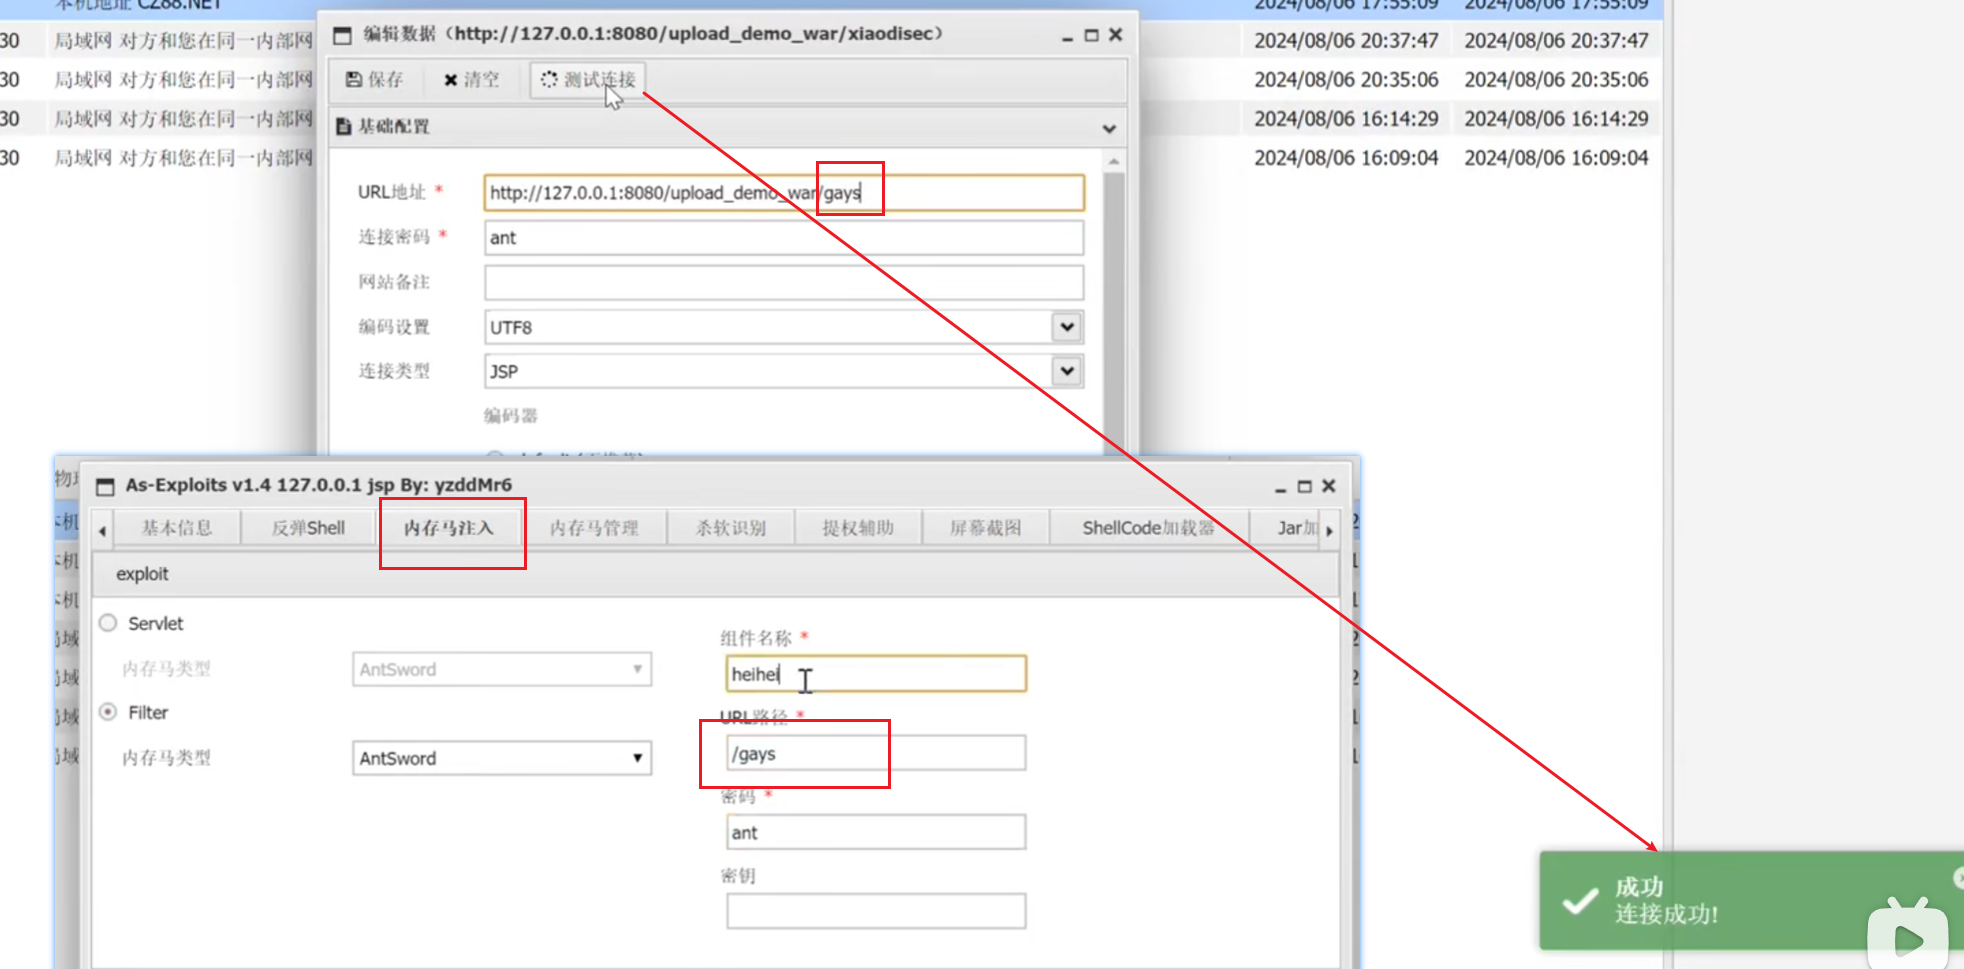 本机地址 CZ88.NET
2024/08/06 17:55:09 2024/08/06 17:55:09
30 局域网 对方和您在同一内部网
2024/08/06 20:37:47 2024/08/06 20:37:47
30 局域网 对方和您在同一内部网
2024/08/06 20:35:06 2024/08/06 20:35:06
30 局域网 对方和您在同一内部网
2024/08/06 16:14:29 2024/08/06 16:14:29
30 局域网 对方和您在同一内部网
2024/08/06 16:09:04 2024/08/06 16:09:04
编辑数据（http://127.0.0.1:8080/upload_demo_war/xiaodisec）
保存 清空 测试连接
基础配置
URL地址 * http://127.0.0.1:8080/upload_demo_war/gays
连接密码 * ant
网站备注
编码设置 UTF8
连接类型 JSP
编码器
As-Exploits v1.4 127.0.0.1 jsp By: yzddMr6
基本信息 反弹Shell 内存马注入 内存马管理 杀软识别 提权辅助 屏幕截图 ShellCode加载器 Jar加
exploit
Servlet
内存马类型 AntSword
Filter
内存马类型 AntSword
组件名称 *
heihei
URL路径 *
/gays
密码 *
ant
密钥
成功
连接成功!